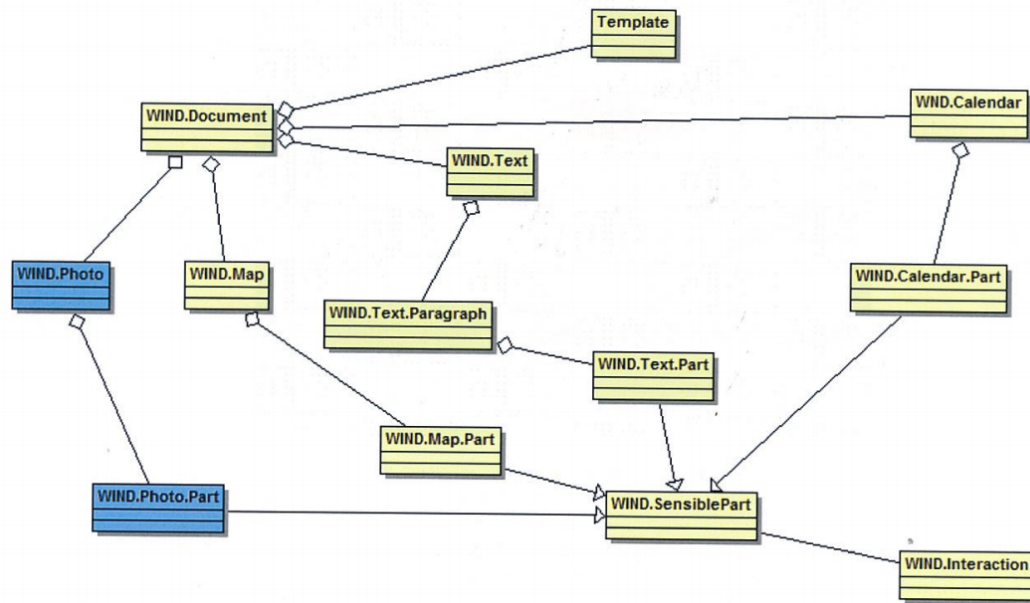 Template
WIND.Document
WND.Calendar
WIND.Text
WIND.Photo
WIND.Map
WIND.Calendar.Part
WIND.Text.Paragraph
WIND.Text.Part
WIND.Map.Part
WIND.Photo.Part
WIND.SensiblePart
WIND.Interaction